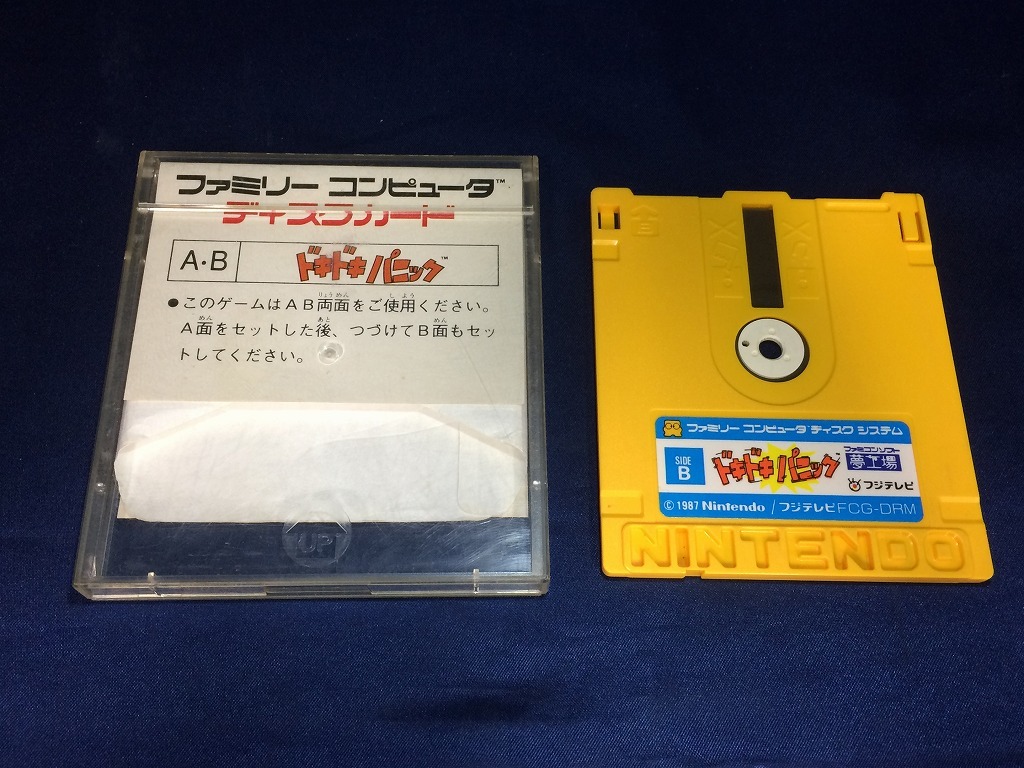 ファミリー コンピュータ™
ディスクカード
A・B ドキドキパニック™
●このゲームはAB両面をご使用ください。
A面をセットした後、つづけてB面もセッ
トしてください。
UP
ファミリー コンピュータ ディスク システム
SIDE B
ドキドキパニック™
ファミコンソフト
夢工場
フジテレビ
© 1987 Nintendo / フジテレビ FCG-DRM
NINTENDO